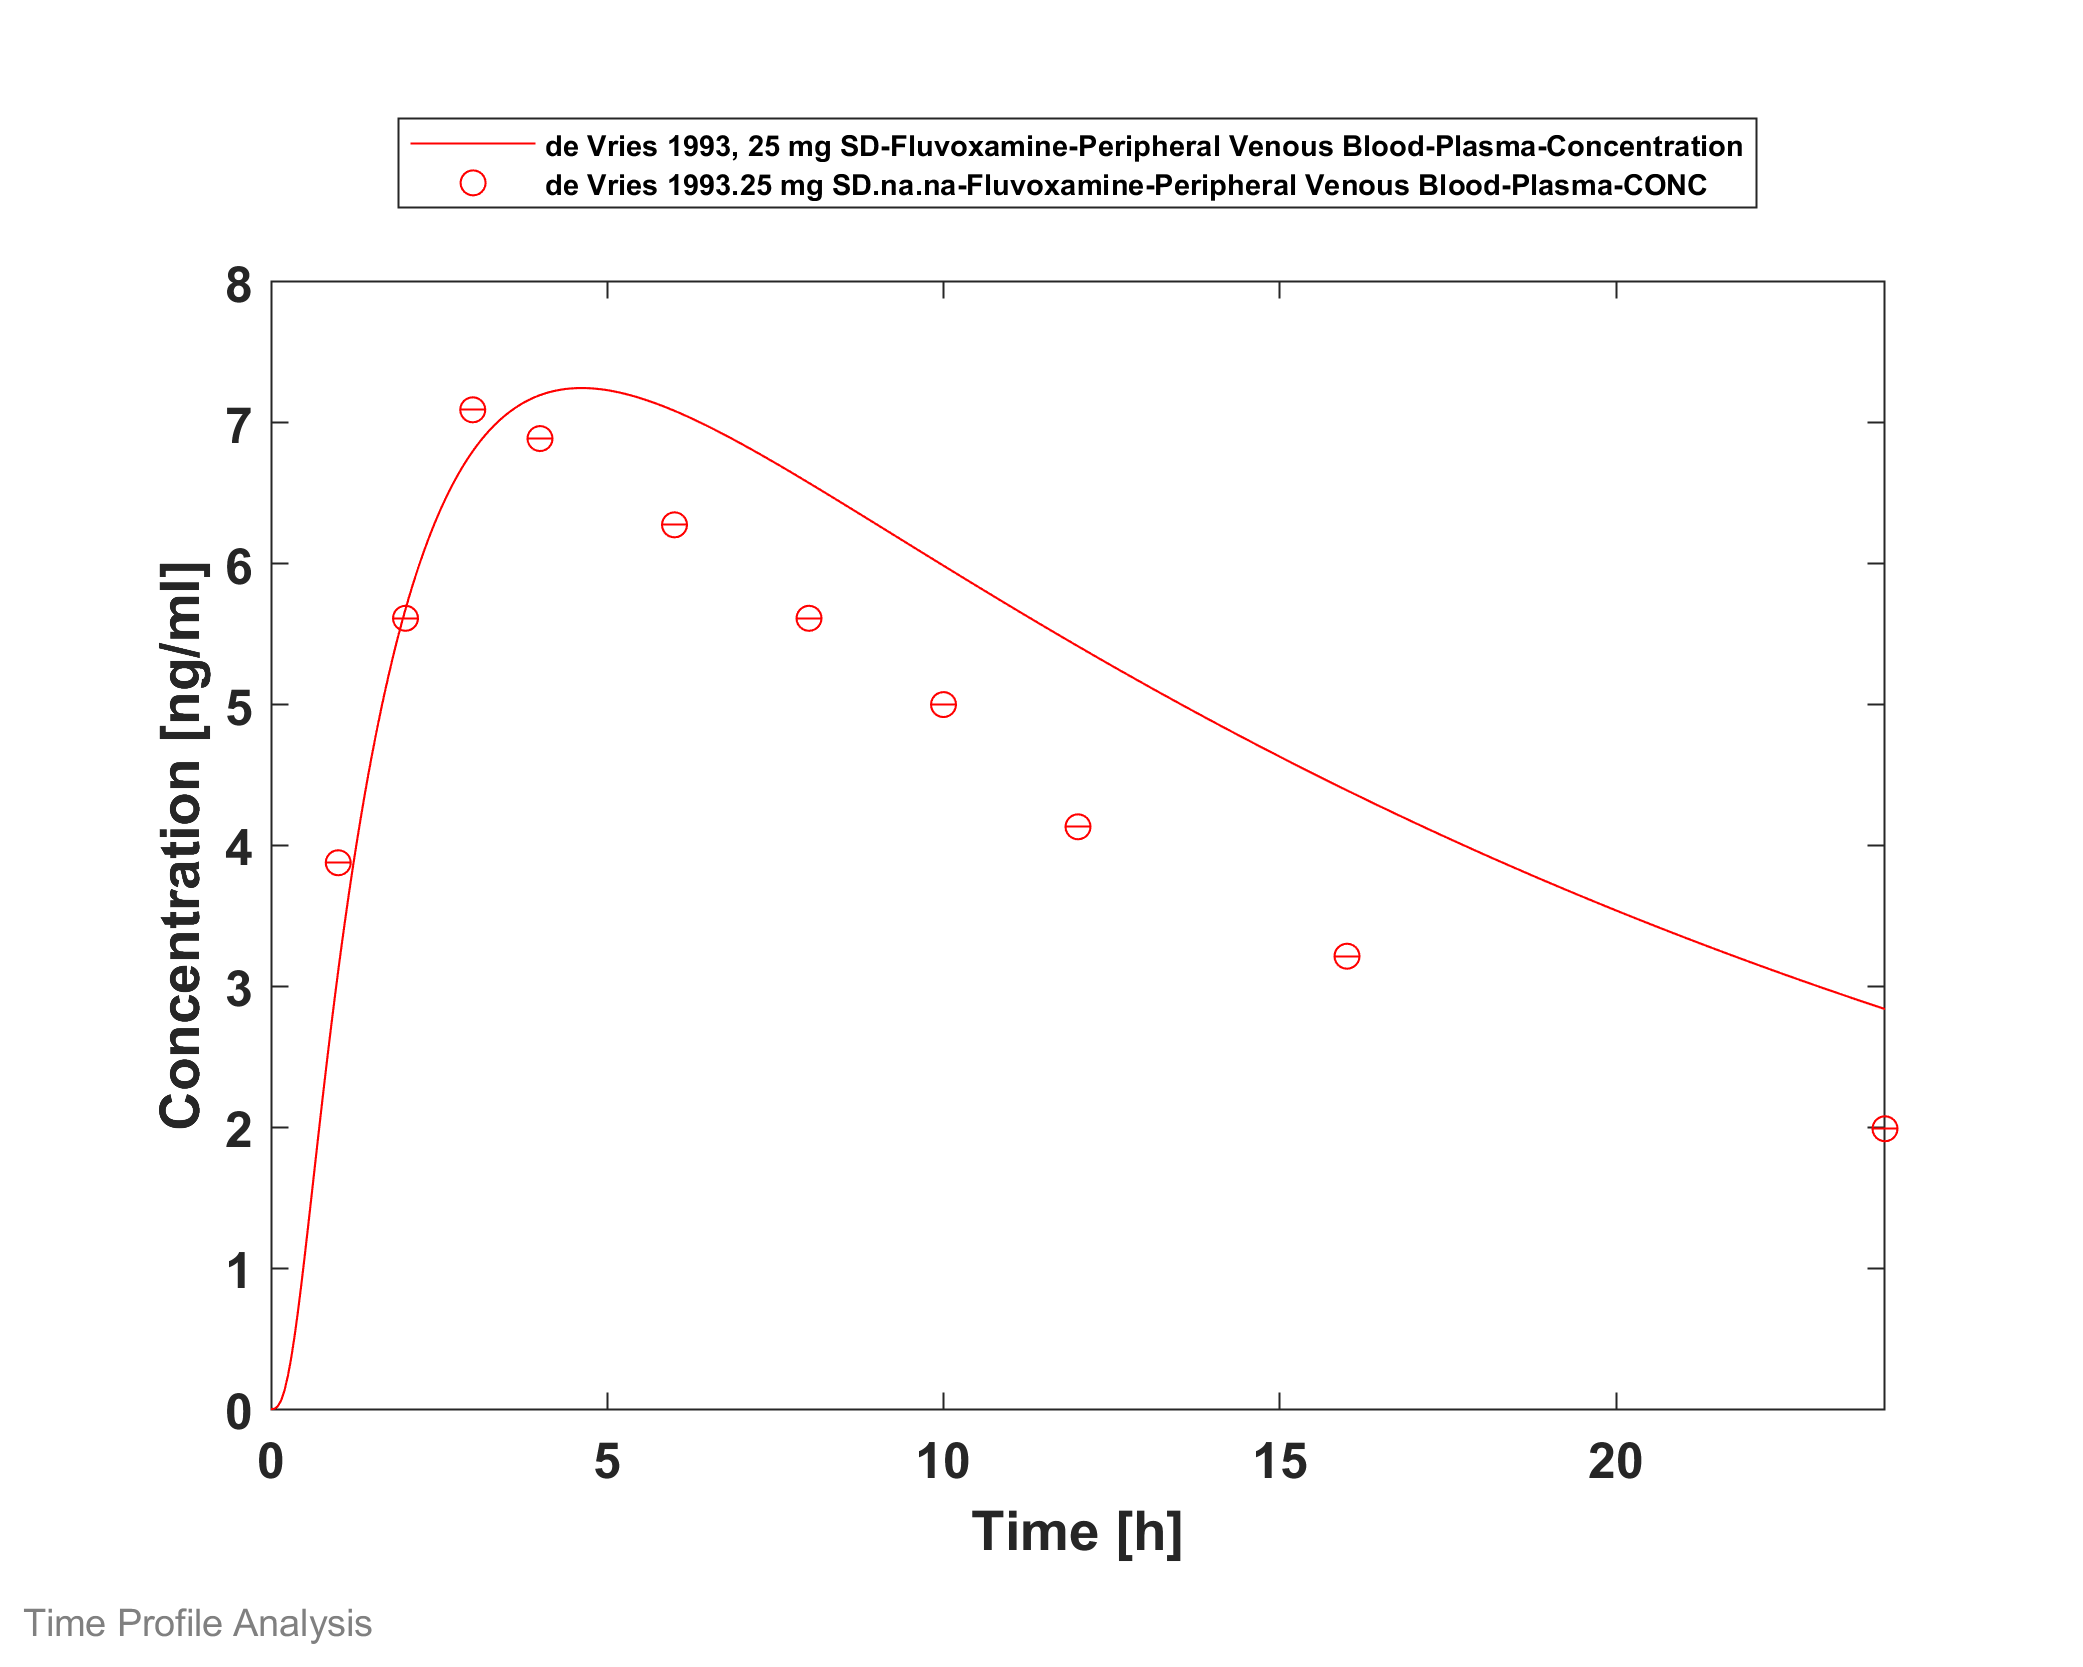 de Vries 1993, 25 mg SD-Fluvoxamine-Peripheral Venous Blood-Plasma-Concentration
de Vries 1993.25 mg SD.na.na-Fluvoxamine-Peripheral Venous Blood-Plasma-CONC
8
7
6
5
4
3
2
1
0
Concentration [ng/ml]
0 5 10 15 20
Time [h]
Time Profile Analysis